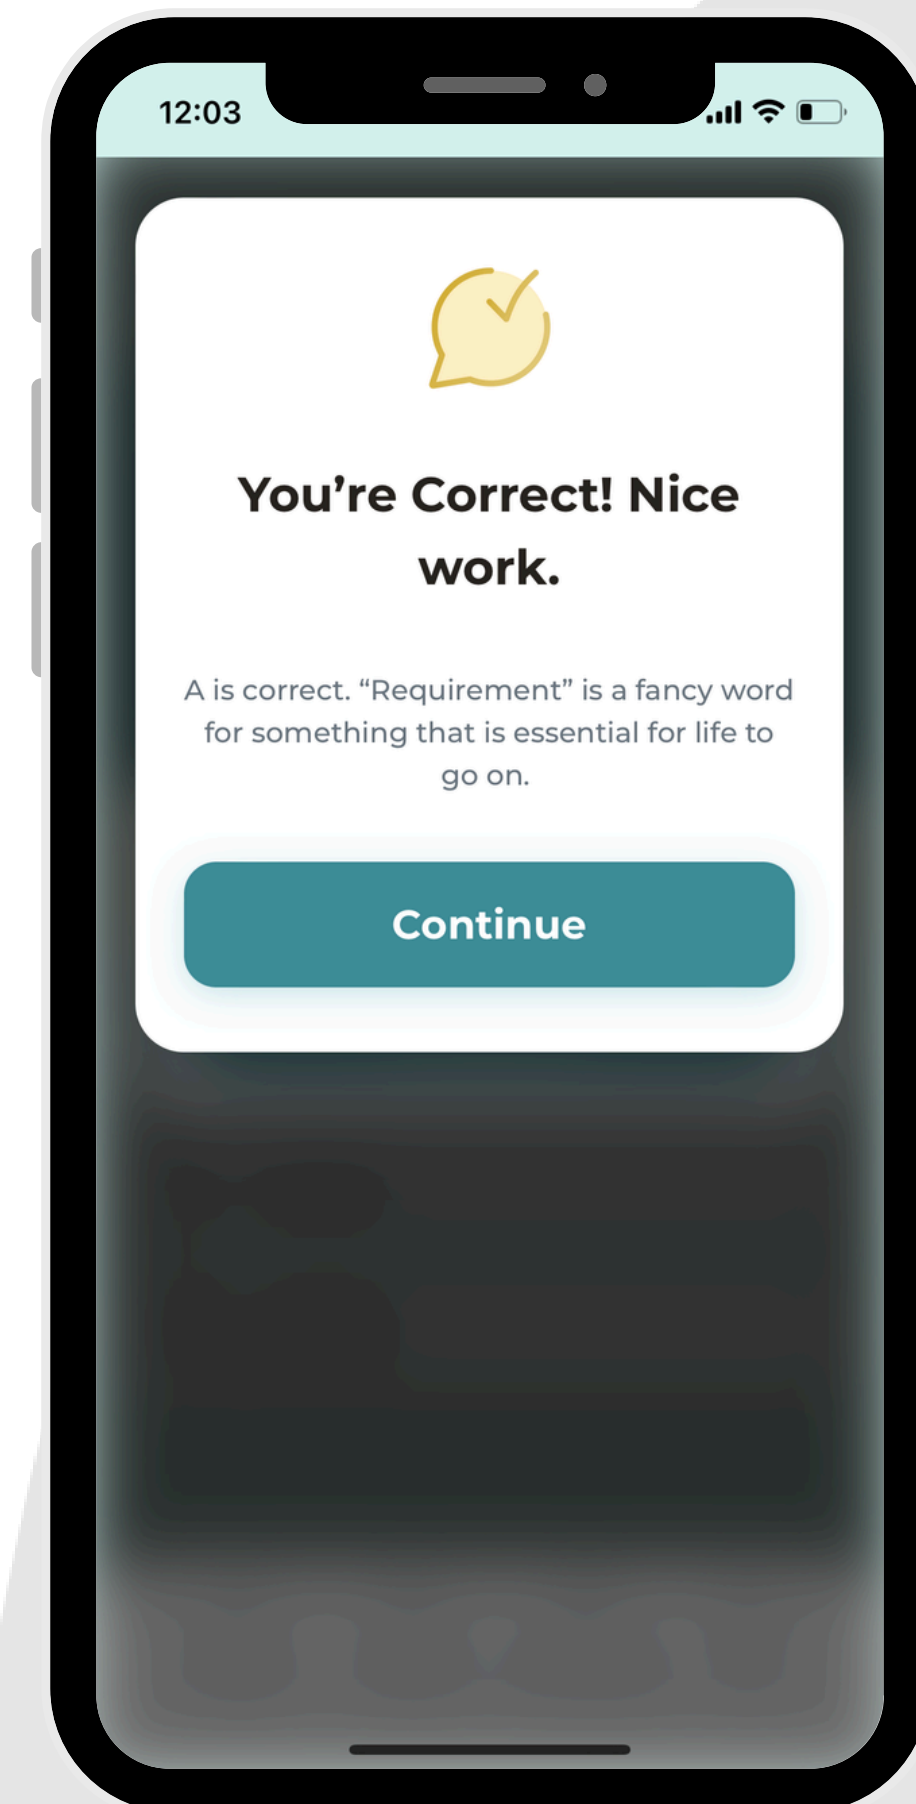 12:03
You’re Correct! Nice
work.
A is correct. “Requirement” is a fancy word
for something that is essential for life to
go on.
Continue